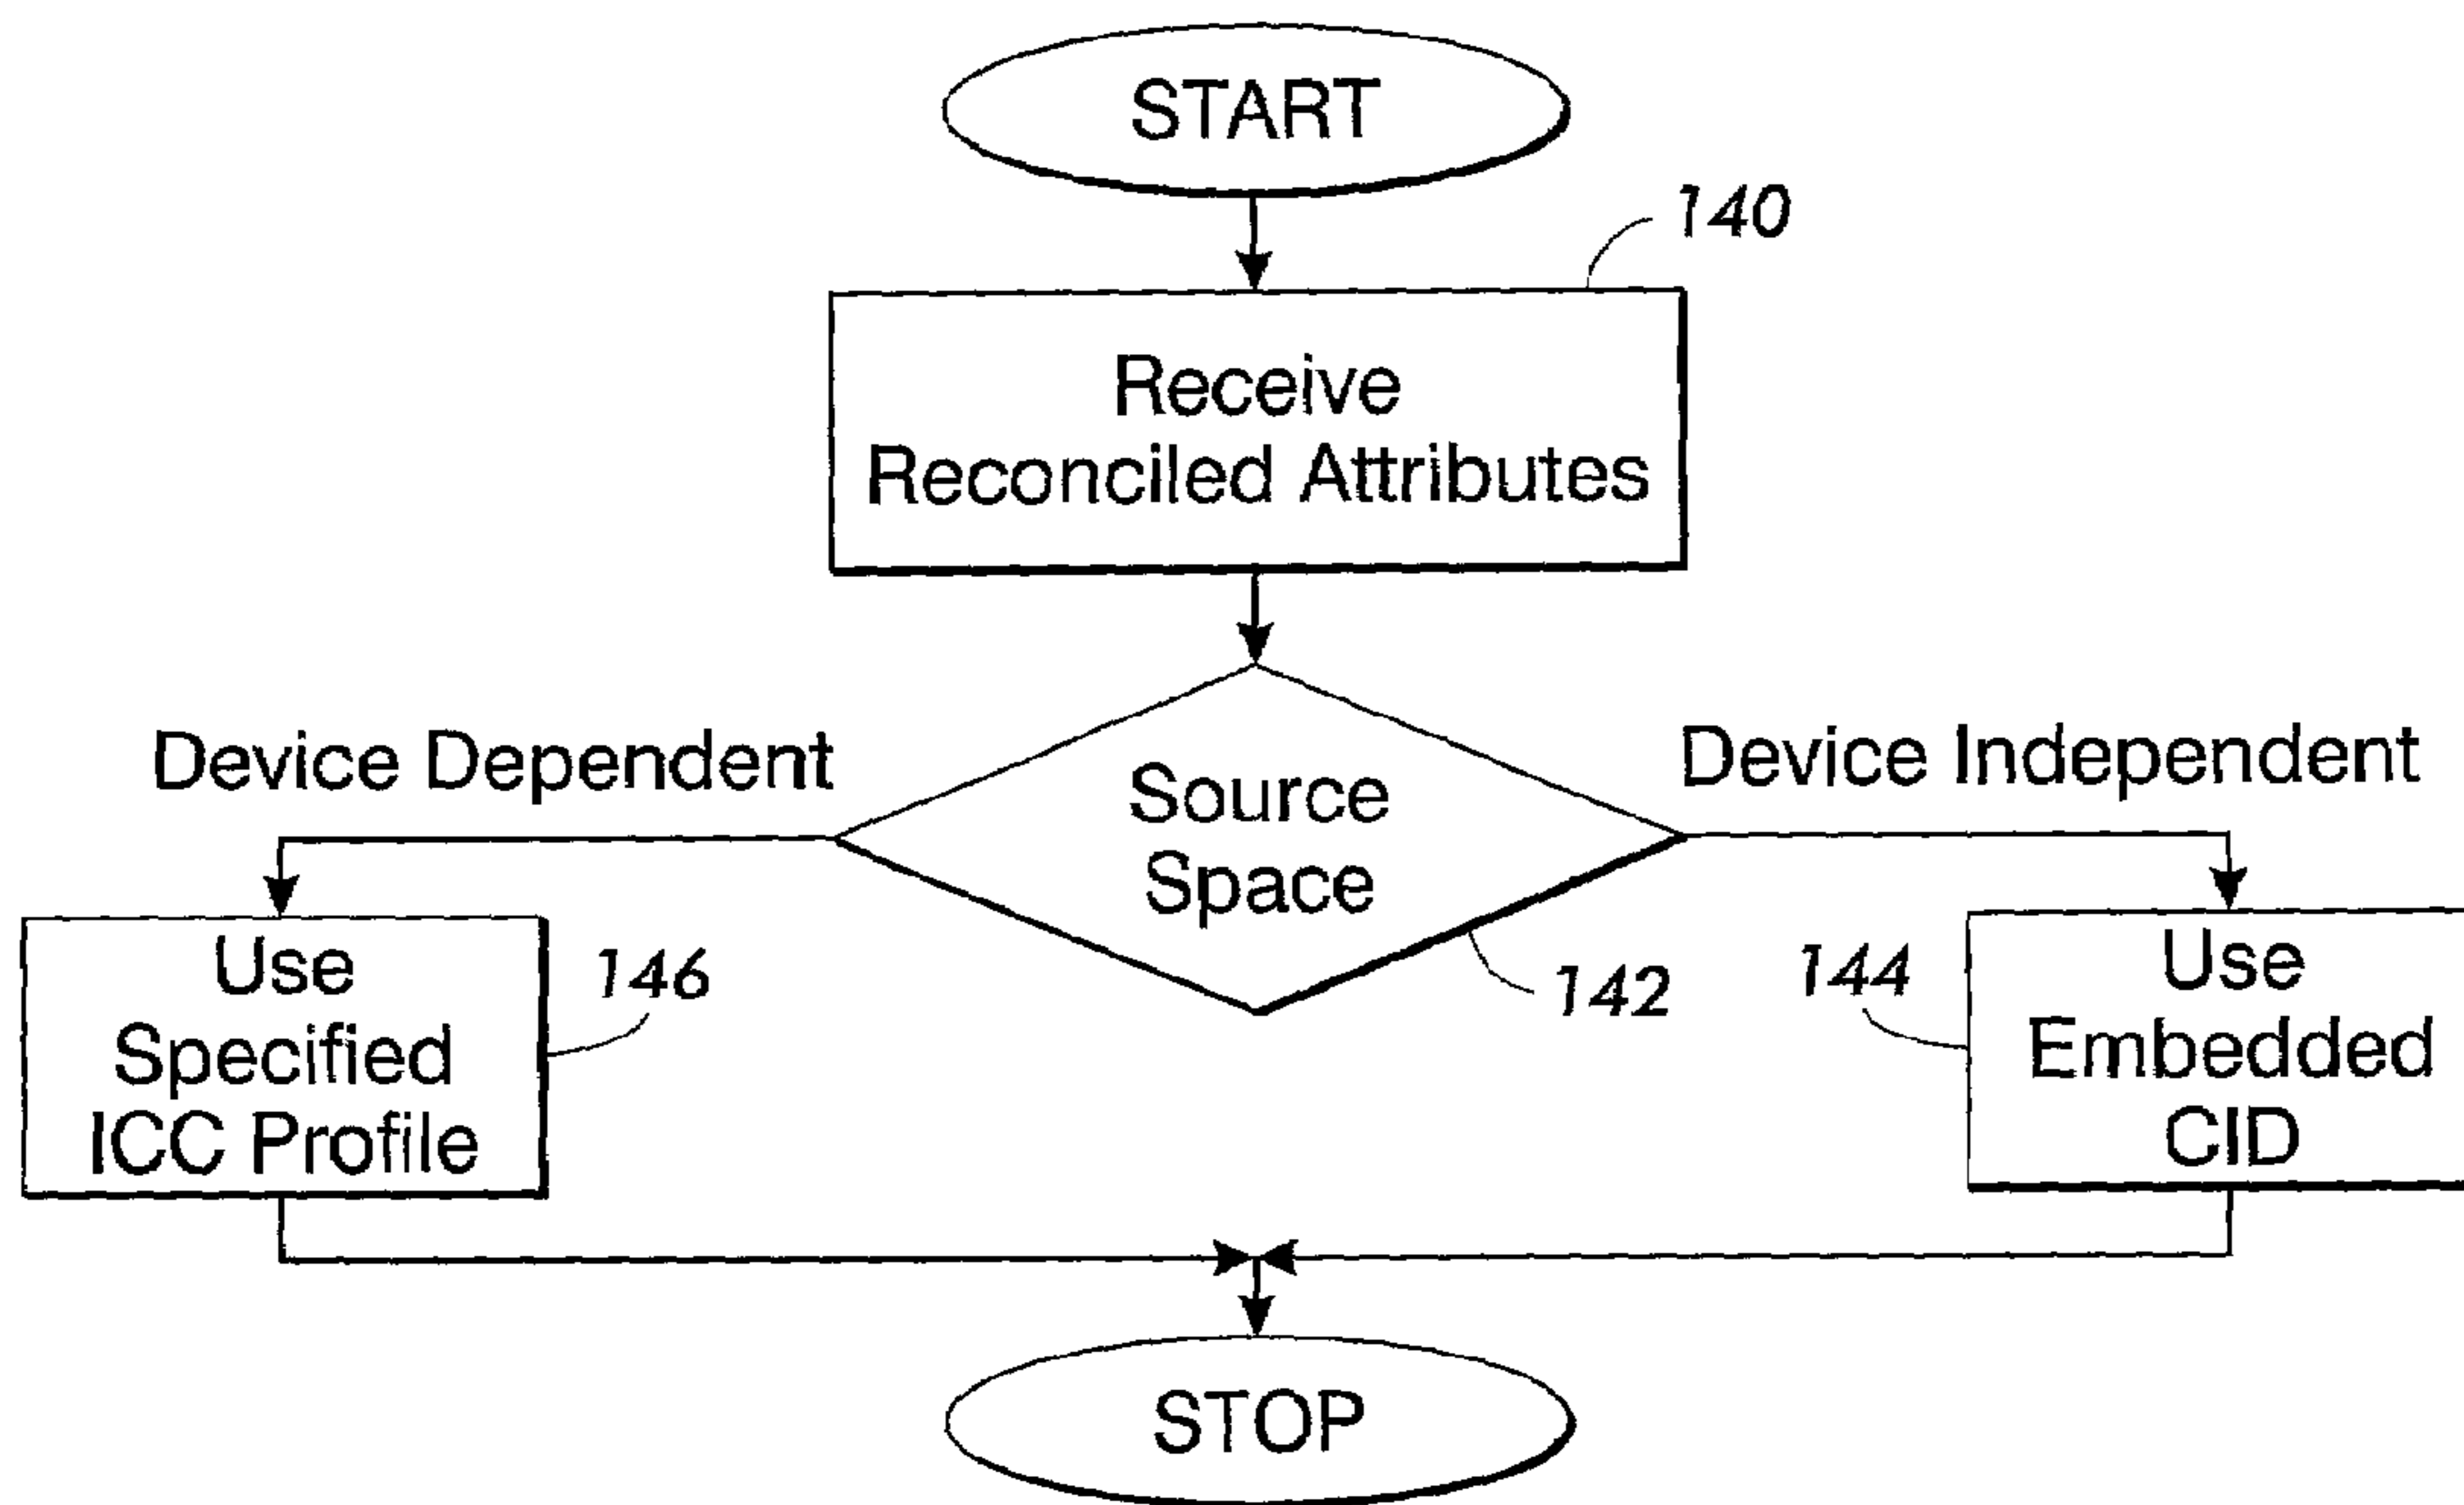 START
140
Receive
Reconciled Attributes
Device Dependent
Device Independent
Source
Space
142
Use
Specified
ICC Profile
146
144
Use
Embedded
CID
STOP